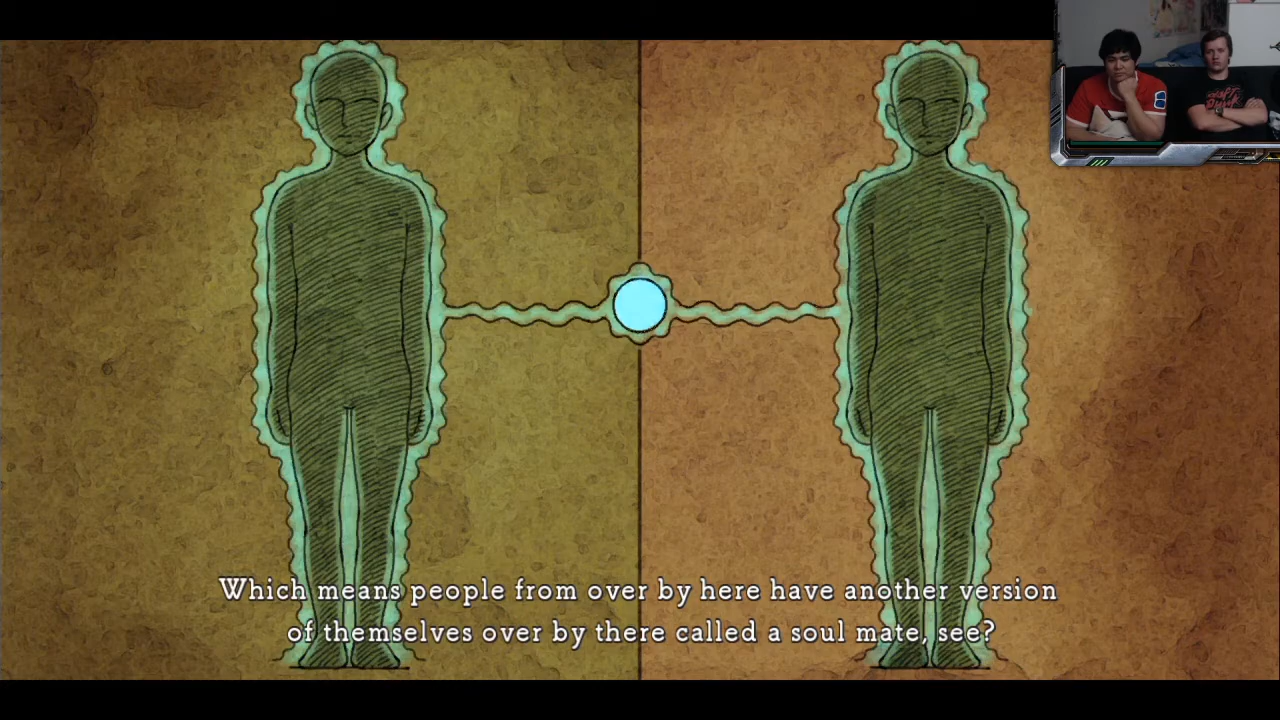 Which means people from over by here have another version
of themselves over by there called a soul mate, see?